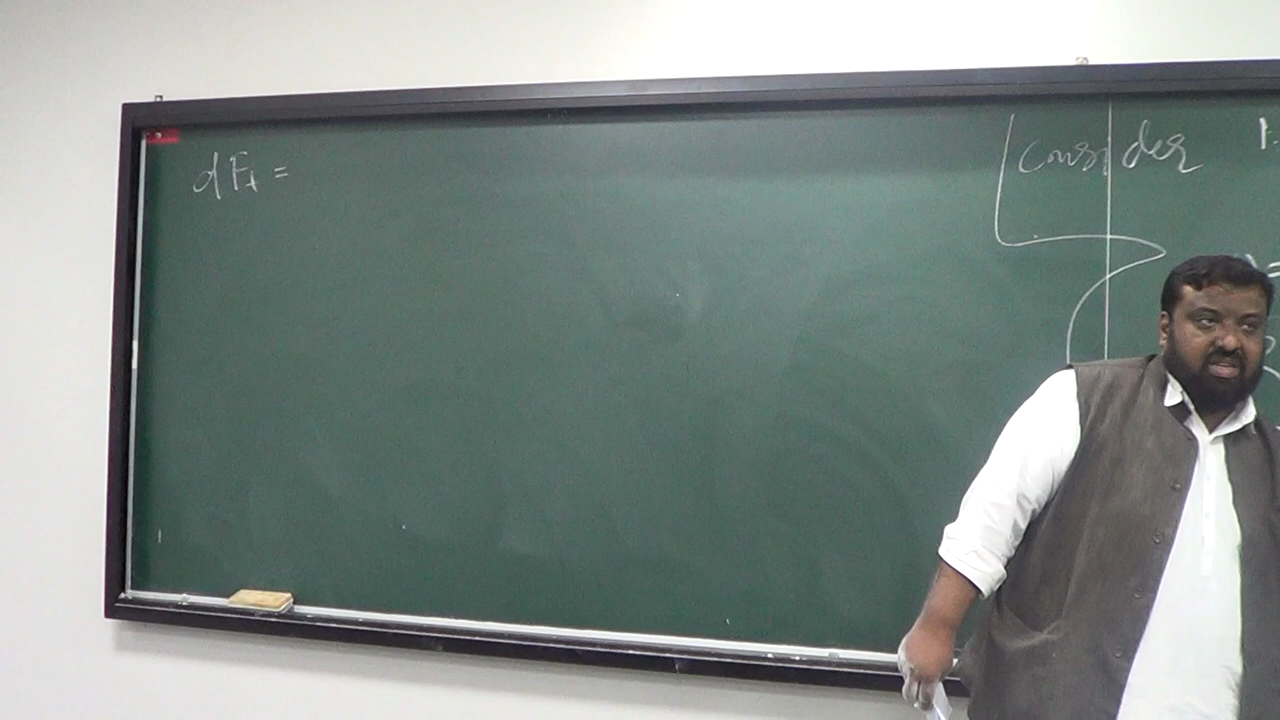 dF_t =
Consider